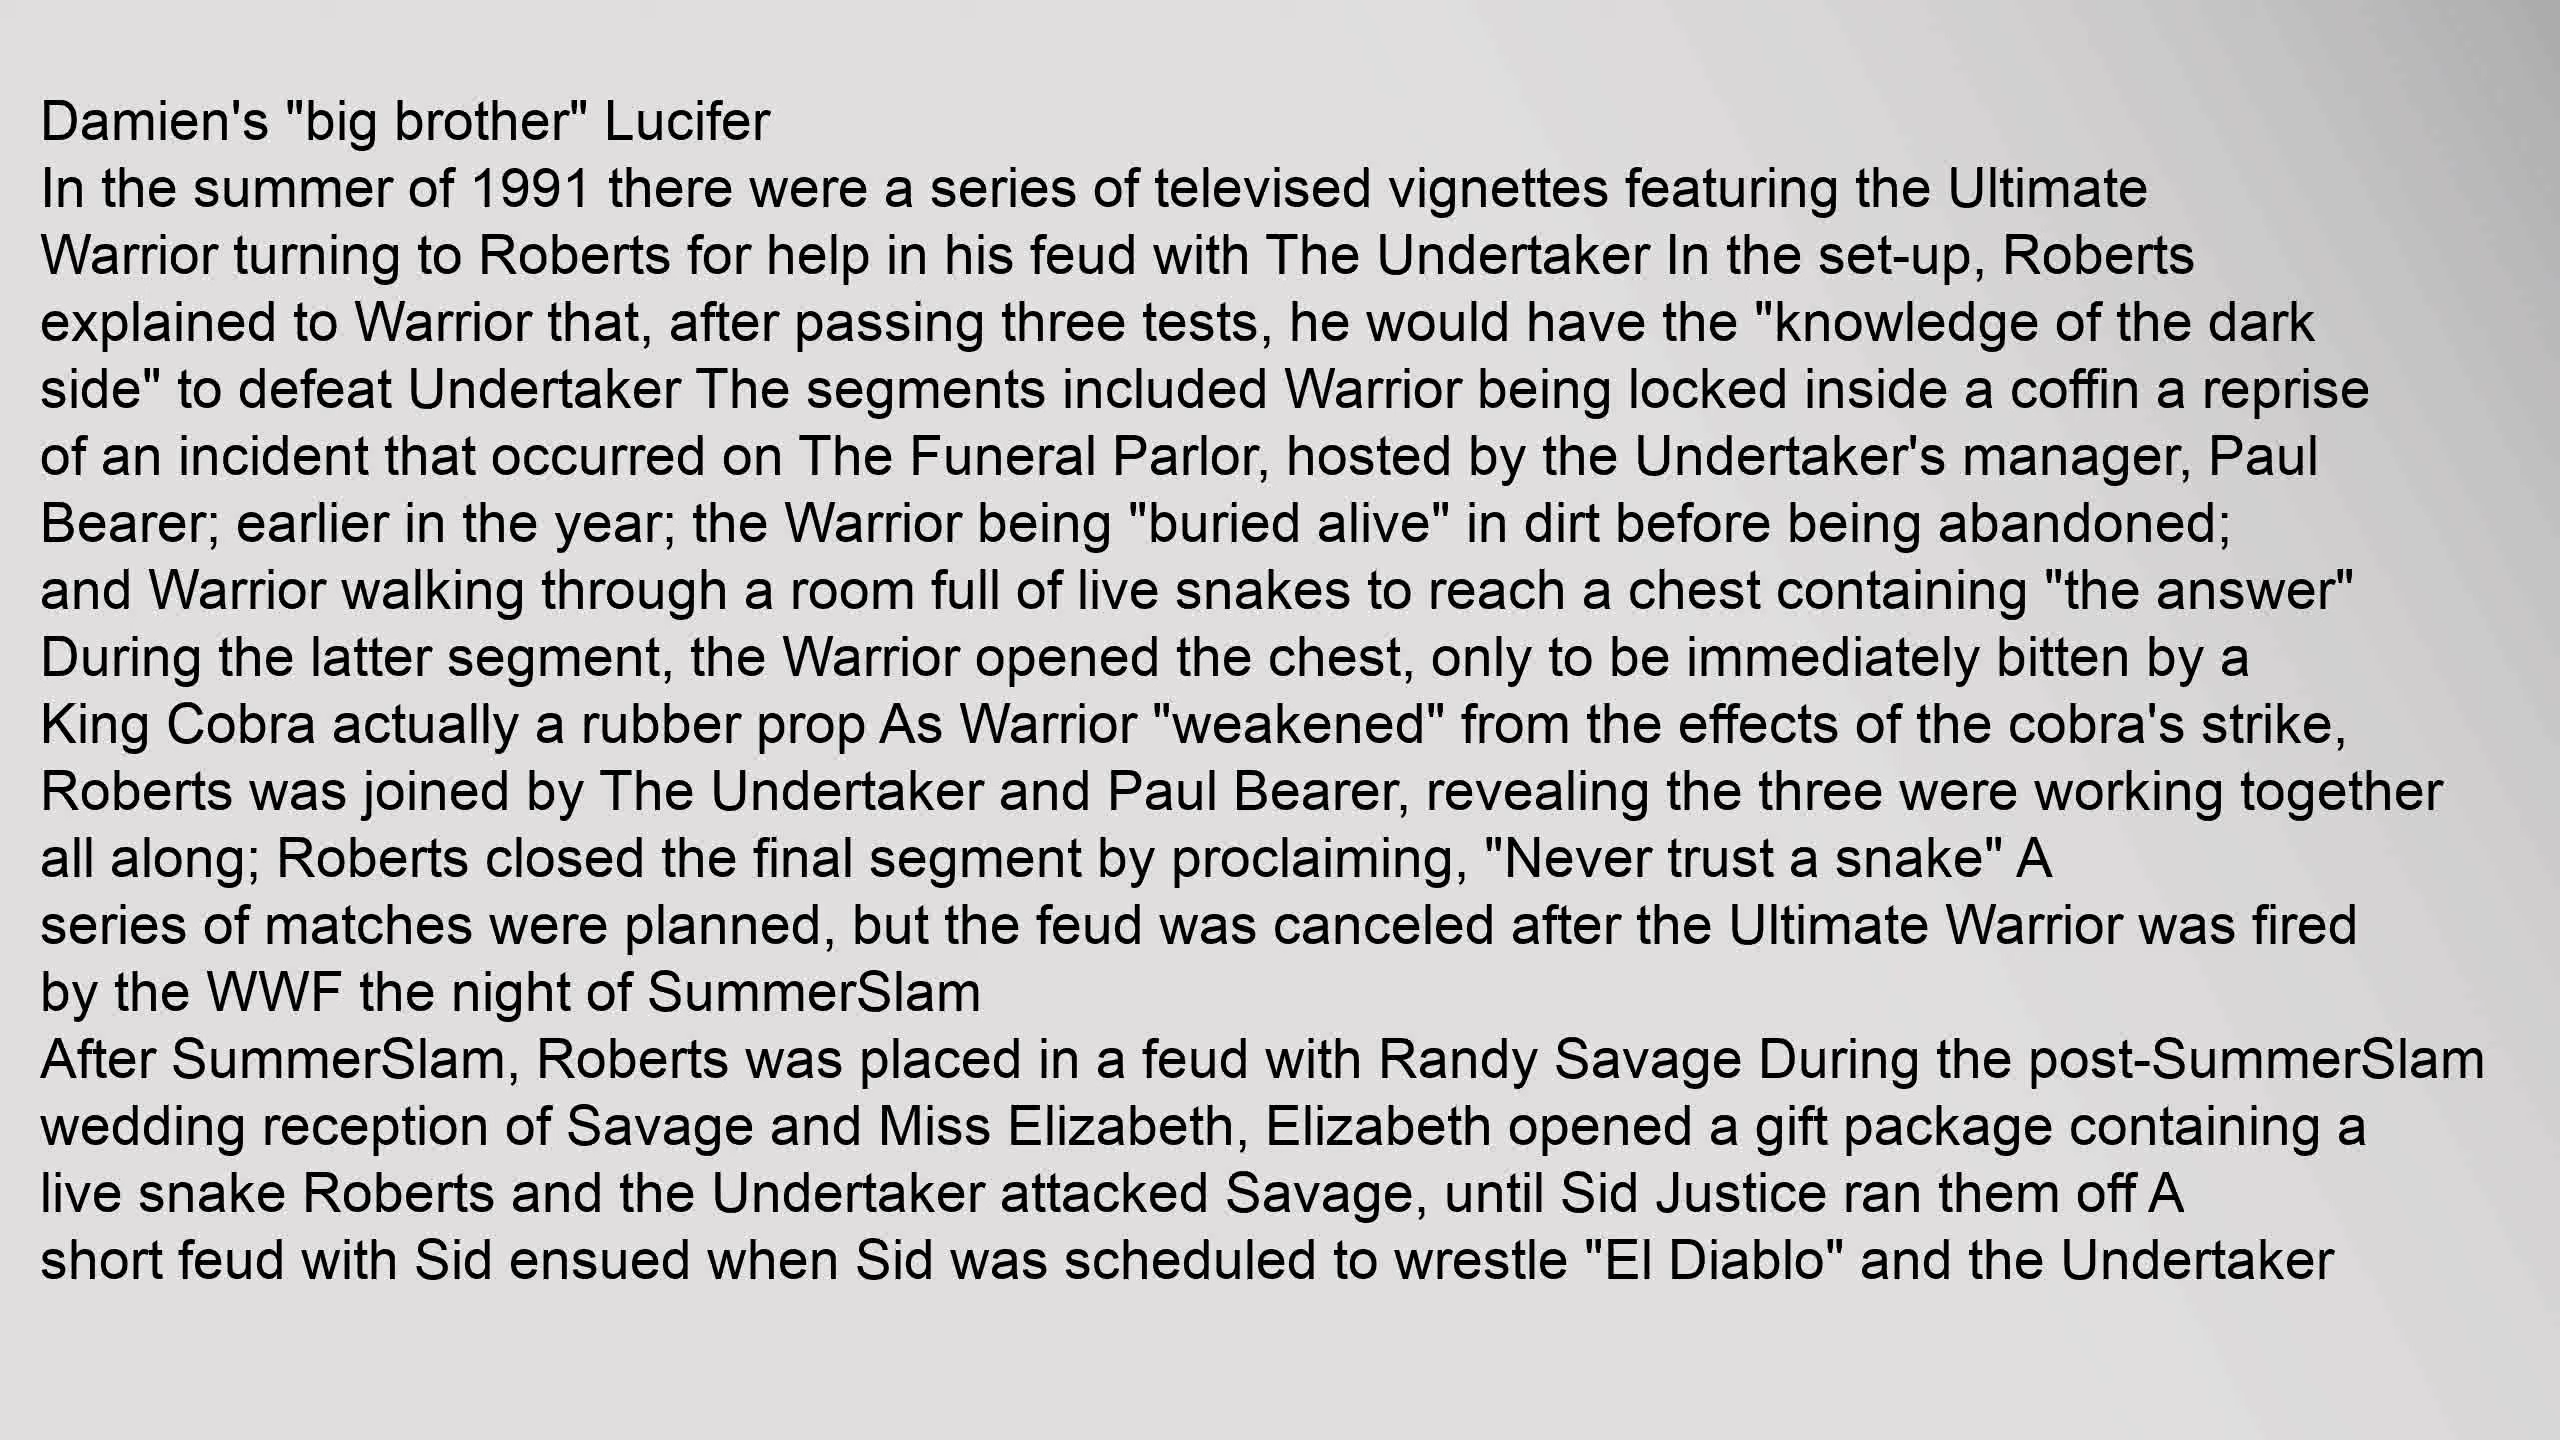 Damien's "big brother" Lucifer
In the summer of 1991 there were a series of televised vignettes featuring the Ultimate
Warrior turning to Roberts for help in his feud with The Undertaker In the set-up, Roberts
explained to Warrior that, after passing three tests, he would have the "knowledge of the dark
side" to defeat Undertaker The segments included Warrior being locked inside a coffin a reprise
of an incident that occurred on The Funeral Parlor, hosted by the Undertaker's manager, Paul
Bearer; earlier in the year; the Warrior being "buried alive" in dirt before being abandoned;
and Warrior walking through a room full of live snakes to reach a chest containing "the answer"
During the latter segment, the Warrior opened the chest, only to be immediately bitten by a
King Cobra actually a rubber prop As Warrior "weakened" from the effects of the cobra's strike,
Roberts was joined by The Undertaker and Paul Bearer, revealing the three were working together
all along; Roberts closed the final segment by proclaiming, "Never trust a snake" A
series of matches were planned, but the feud was canceled after the Ultimate Warrior was fired
by the WWF the night of SummerSlam
After SummerSlam, Roberts was placed in a feud with Randy Savage During the post-SummerSlam
wedding reception of Savage and Miss Elizabeth, Elizabeth opened a gift package containing a
live snake Roberts and the Undertaker attacked Savage, until Sid Justice ran them off A
short feud with Sid ensued when Sid was scheduled to wrestle "El Diablo" and the Undertaker